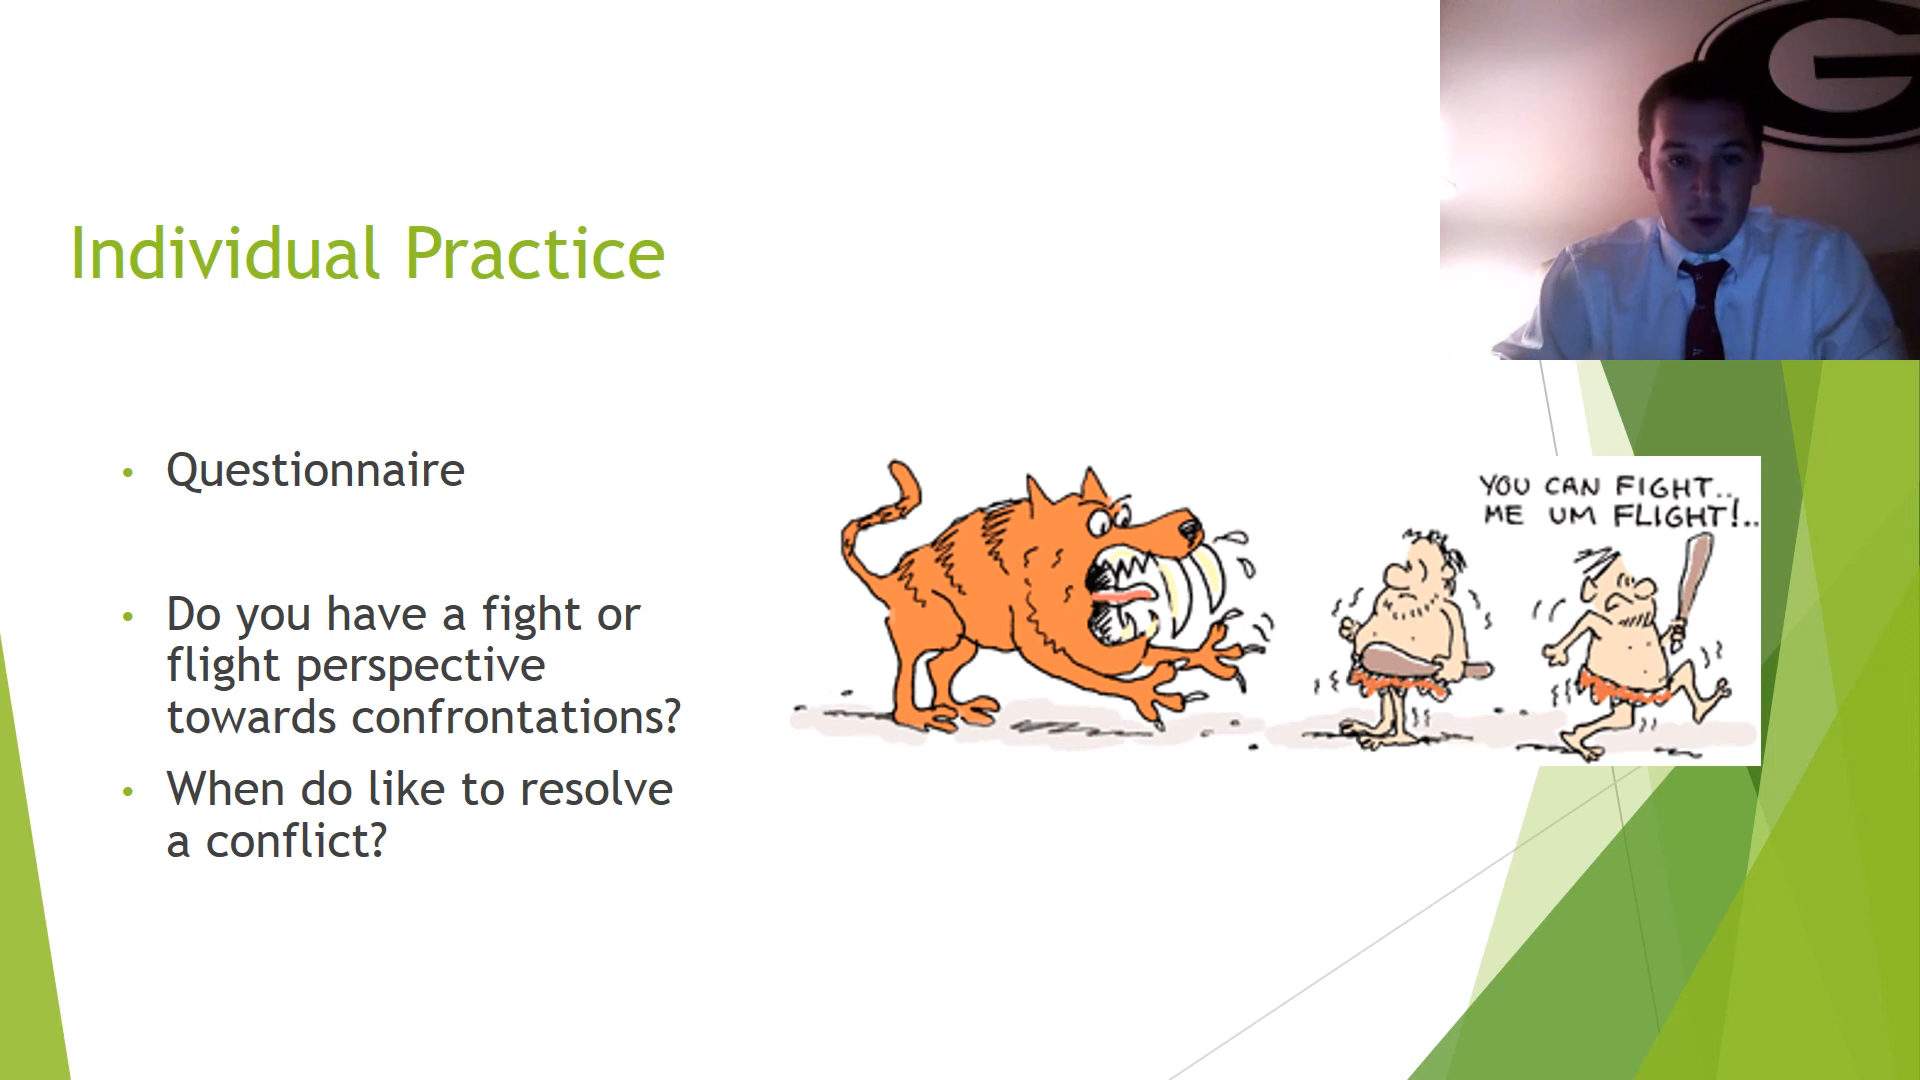 Individual Practice
Questionnaire
Do you have a fight or
flight perspective
towards confrontations?
When do like to resolve
a conflict?
YOU CAN FIGHT..
ME UM FLIGHT!..
G